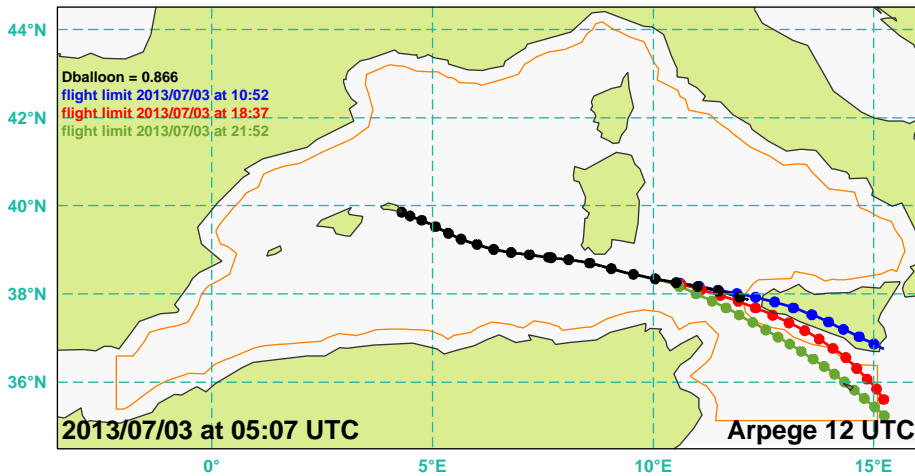 44°N
Dballoon = 0.866
flight limit 2013/07/03 at 10:52
flight limit 2013/07/03 at 18:37
flight limit 2013/07/03 at 21:52
42°N
40°N
38°N
36°N
2013/07/03 at 05:07 UTC
Arpege 12 UTC
0°
5°E
10°E
15°E